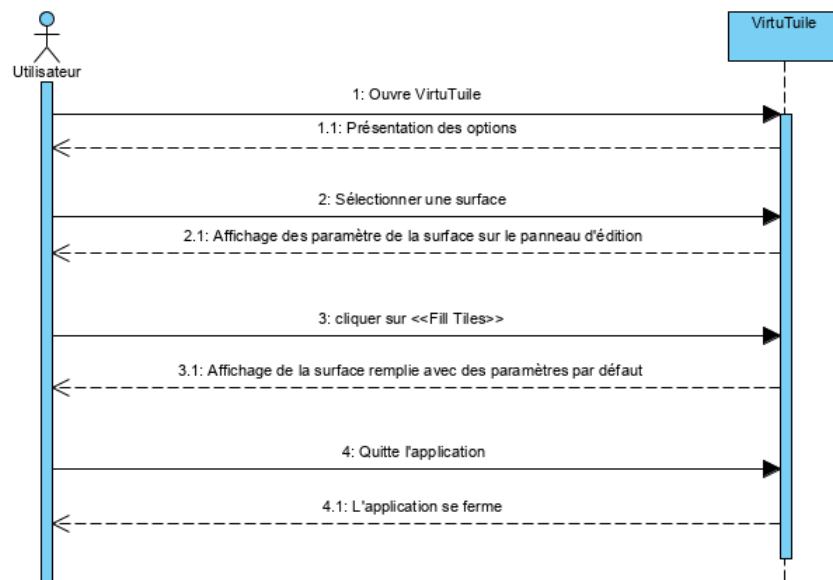 VirtuTuile
Utilisateur
1: Ouvre VirtuTuile
1.1: Présentation des options
2: Sélectionner une surface
2.1: Affichage des paramètre de la surface sur le panneau d'édition
3: cliquer sur <<Fill Tiles>>
3.1: Affichage de la surface remplie avec des paramètres par défaut
4: Quitte l'application
4.1: L'application se ferme